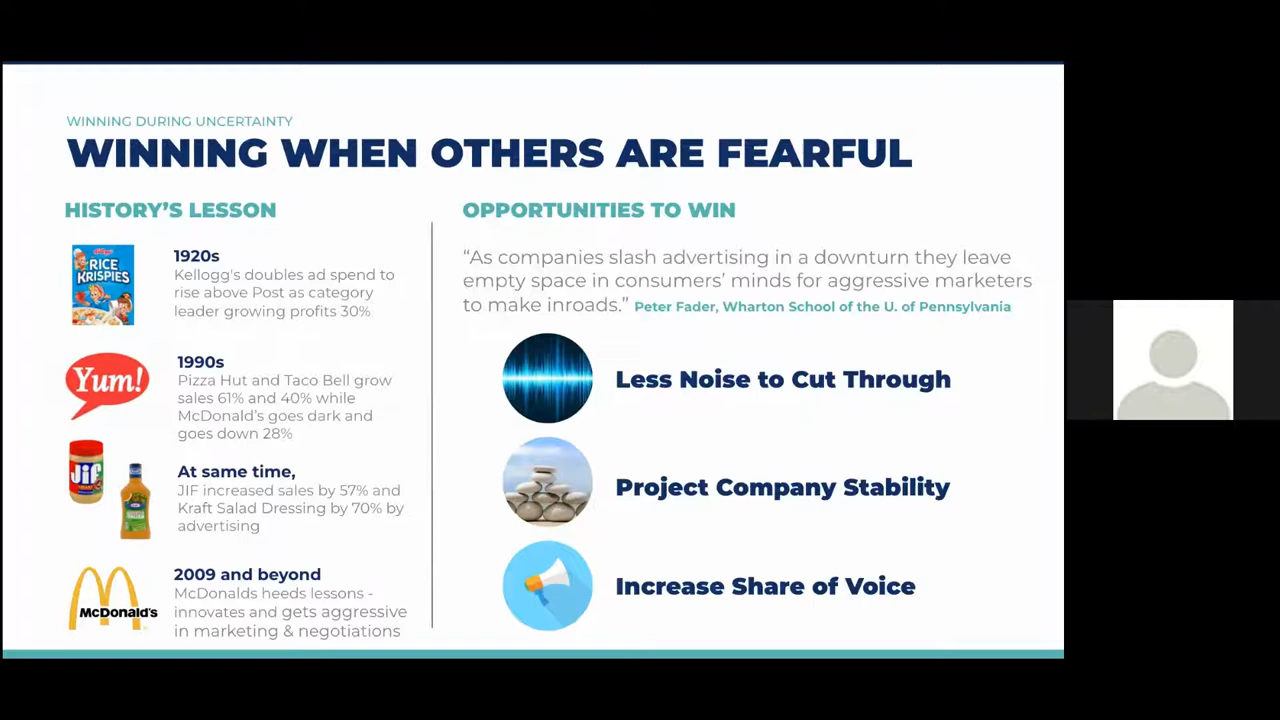 WINNING DURING UNCERTAINTY
WINNING WHEN OTHERS ARE FEARFUL
HISTORY'S LESSON
Kellogg's
RICE
KRISPIES
1920s
Kellogg's doubles ad spend to
rise above Post as category
leader growing profits 30%
Yum!
1990s
Pizza Hut and Taco Bell grow
sales 61% and 40% while
McDonald's goes dark and
goes down 28%
Jif
At same time,
JIF increased sales by 57% and
Kraft Salad Dressing by 70% by
advertising
McDonald's
2009 and beyond
McDonalds heeds lessons -
innovates and gets aggressive
in marketing & negotiations
OPPORTUNITIES TO WIN
“As companies slash advertising in a downturn they leave
empty space in consumers’ minds for aggressive marketers
to make inroads.” Peter Fader, Wharton School of the U. of Pennsylvania
Less Noise to Cut Through
Project Company Stability
Increase Share of Voice